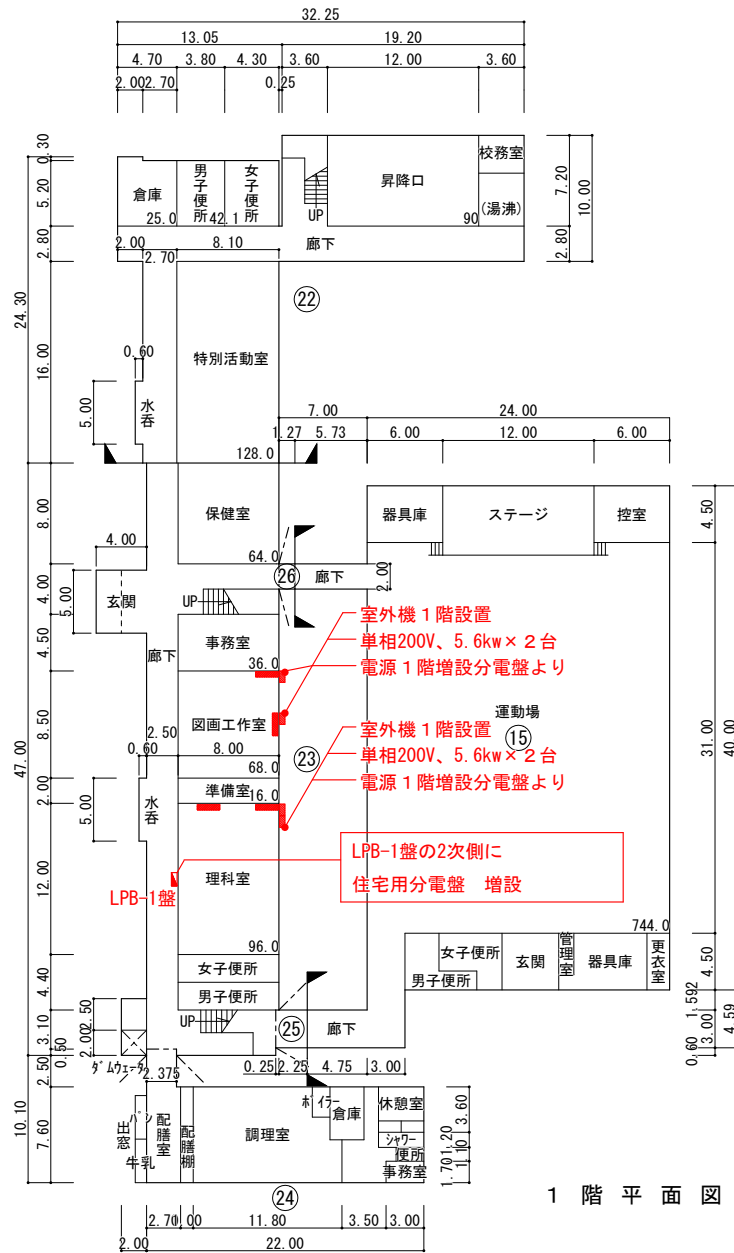 32.25
13.05 19.20
4.70 3.80 4.30 3.60 12.00 3.60
2.00 2.70 0.25
0.30
5.20
2.80
倉庫
男子便所
女子便所
25.0 42.1
UP
昇降口
90
校務室
(湯沸)
7.20
10.00
2.80
廊下
2.00 2.70 8.10
24.30
16.00
22
特別活動室
0.60
5.00
水呑
128.0
7.00 24.00
1.27 5.73 6.00 12.00 6.00
8.00
保健室
64.0
器具庫
ステージ
控室
4.50
4.00
4.00
5.00
玄関
26
廊下
2.00
UP
4.50
事務室
36.0
廊下
室外機1階設置
単相200V、5.6kw×2台
電源1階増設分電盤より
運動場
15
31.00
40.00
47.00
8.50
図画工作室
2.50
0.60
8.00
68.0
23
室外機1階設置
単相200V、5.6kw×2台
電源1階増設分電盤より
2.00
準備室
16.0
5.00
水呑
12.00
理科室
LPB-1盤
LPB-1盤の2次側に
住宅用分電盤 増設
96.0
744.0
4.40
女子便所
男子便所
女子便所
男子便所
玄関
管理室
器具庫
更衣室
4.50
1.592
4.59
3.00
0.60
UP
25
廊下
2.50
3.10
2.00
0.50
ダムウェータ
2.50
2.375
0.25 2.25 4.75 3.00
10.10
7.60
出窓
パン
牛乳
配膳室
配膳棚
調理室
ボイラー
倉庫
休憩室
シャワー
便所
事務室
3.60
1.20
1.10
1.70
24
2.70 1.00 11.80 3.50 3.00
2.00 22.00
1階平面図